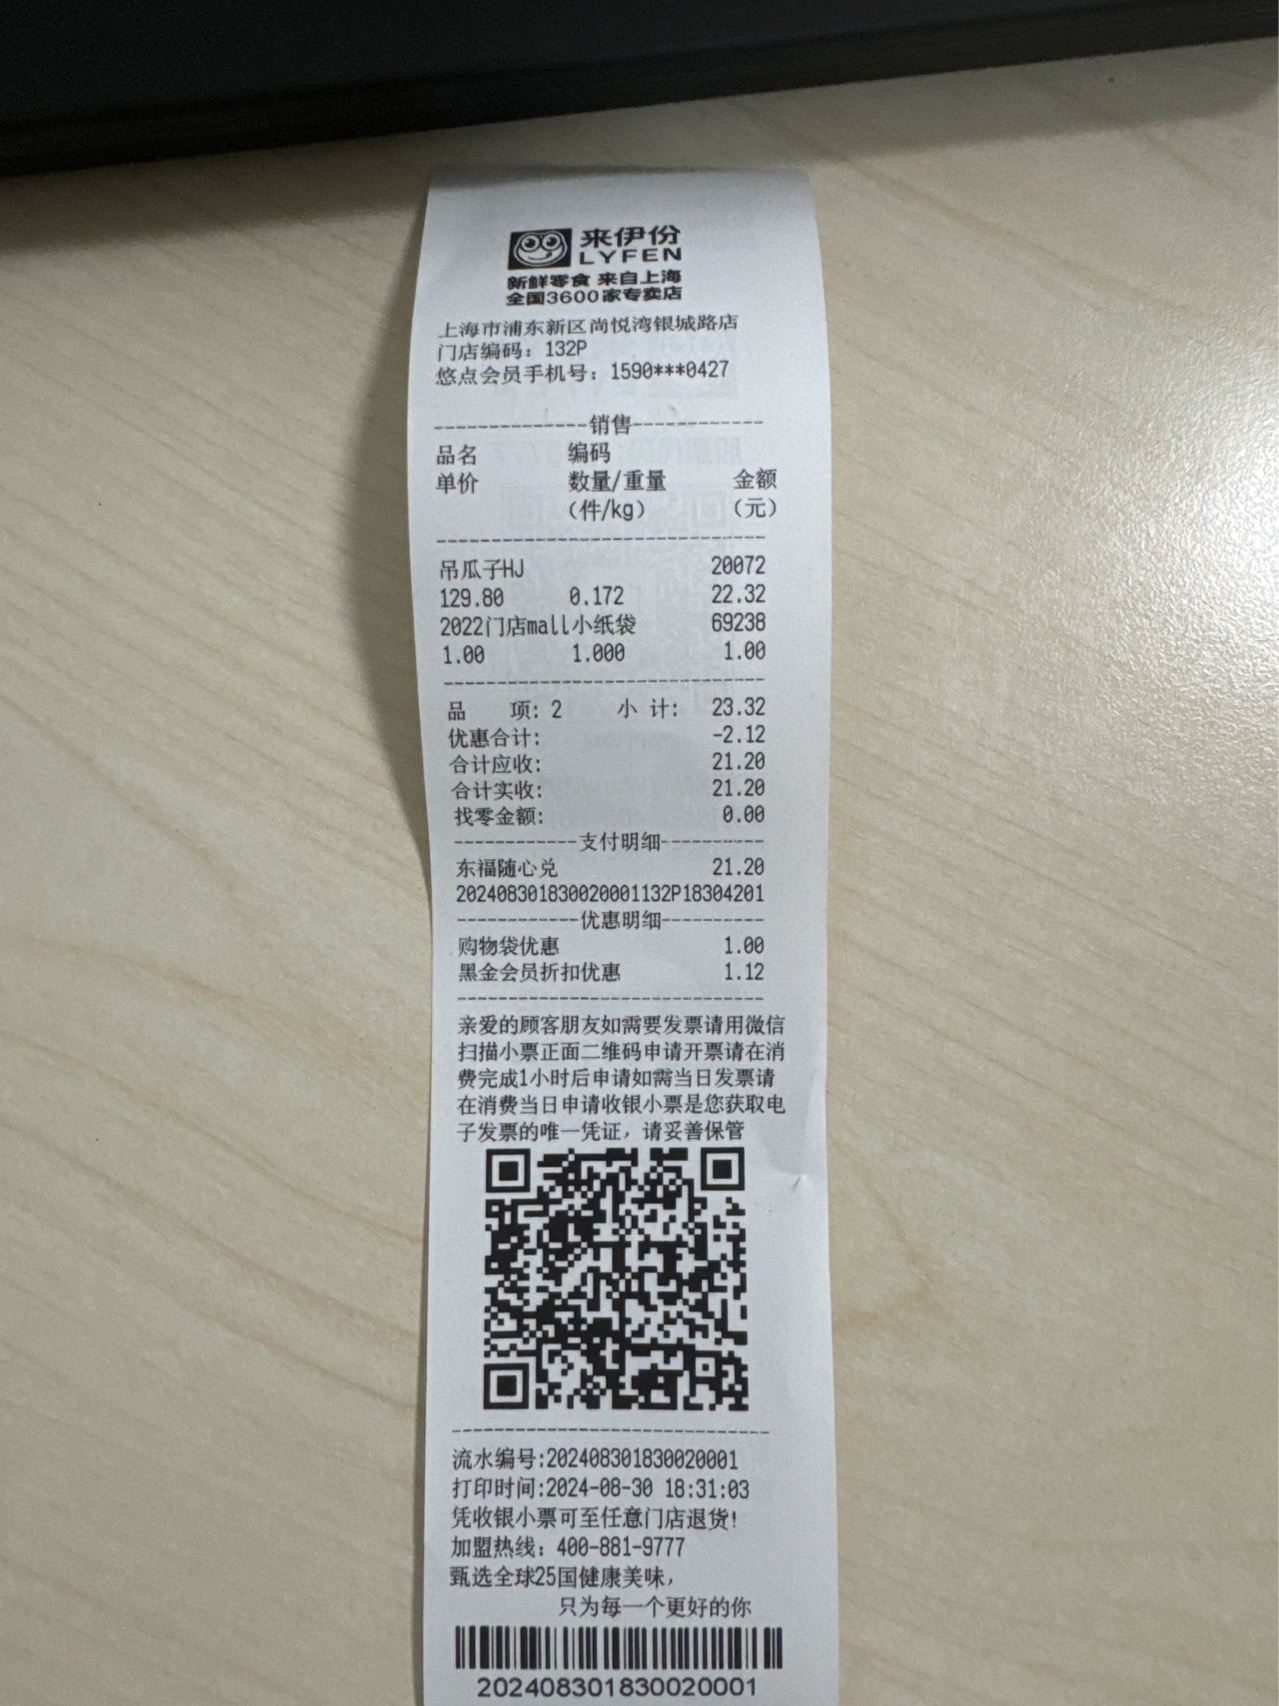 来伊份
LYFEN
新鲜零食 来自上海
全国3600家专卖店
上海市浦东新区尚悦湾银城路店
门店编码：132P
悠点会员手机号：1590***0427
--------------销售------------
品名 编码
单价 数量/重量 金额
（件/kg） （元）
------------------------------
吊瓜子HJ 20072
129.80 0.172 22.32
2022门店mall小纸袋 69238
1.00 1.000 1.00
------------------------------
品 项: 2 小 计: 23.32
优惠合计: -2.12
合计应收: 21.20
合计实收: 21.20
找零金额: 0.00
------------支付明细----------
东福随心兑 21.20
202408301830020001132P18304201
------------优惠明细----------
购物袋优惠 1.00
黑金会员折扣优惠 1.12
------------------------------
亲爱的顾客朋友如需要发票请用微信
扫描小票正面二维码申请开票请在消
费完成1小时后申请如需当日发票请
在消费当日申请收银小票是您获取电
子发票的唯一凭证，请妥善保管
------------------------------
流水编号:202408301830020001
打印时间:2024-08-30 18:31:03
凭收银小票可至任意门店退货!
加盟热线：400-881-9777
甄选全球25国健康美味，
只为每一个更好的你
202408301830020001